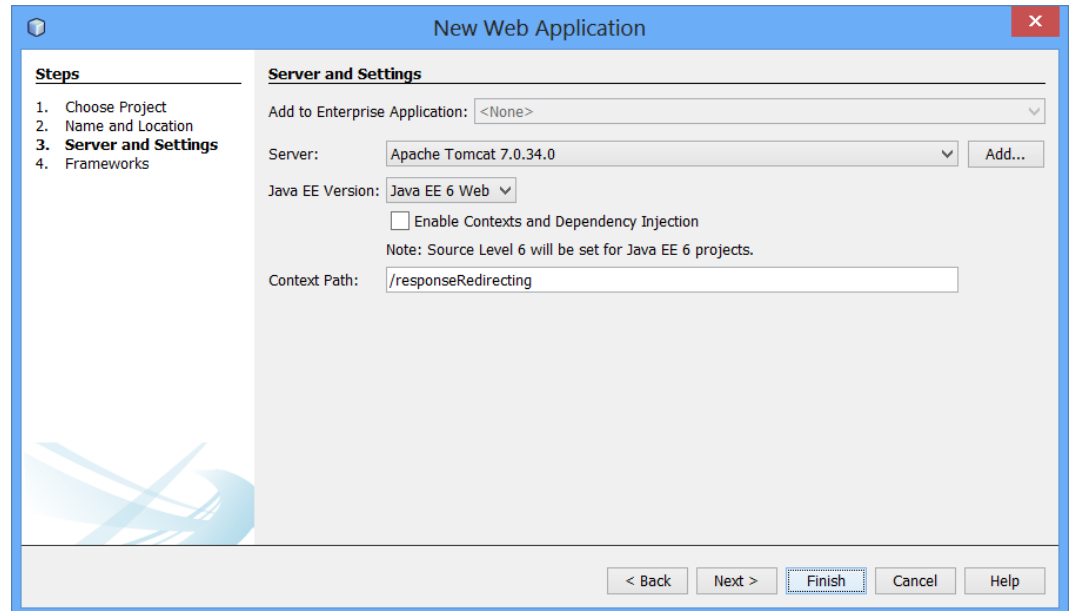 New Web Application
Steps
1. Choose Project
2. Name and Location
3. Server and Settings
4. Frameworks
Server and Settings
Add to Enterprise Application: <None>
Server: Apache Tomcat 7.0.34.0 Add...
Java EE Version: Java EE 6 Web
Enable Contexts and Dependency Injection
Note: Source Level 6 will be set for Java EE 6 projects.
Context Path: /responseRedirecting
< Back Next > Finish Cancel Help